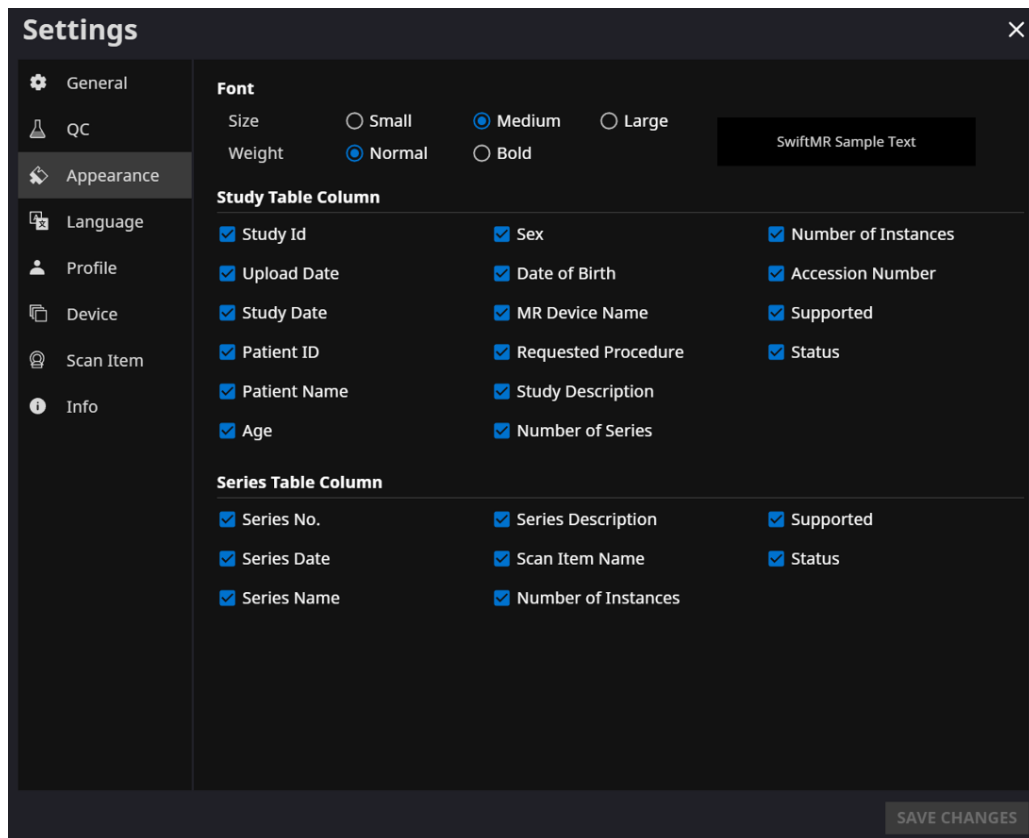 Settings
General
QC
Appearance
Language
Profile
Device
Scan Item
Info
Font
Size Small Medium Large
Weight Normal Bold
SwiftMR Sample Text
Study Table Column
Study Id Sex Number of Instances
Upload Date Date of Birth Accession Number
Study Date MR Device Name Supported
Patient ID Requested Procedure Status
Patient Name Study Description
Age Number of Series
Series Table Column
Series No. Series Description Supported
Series Date Scan Item Name Status
Series Name Number of Instances
SAVE CHANGES